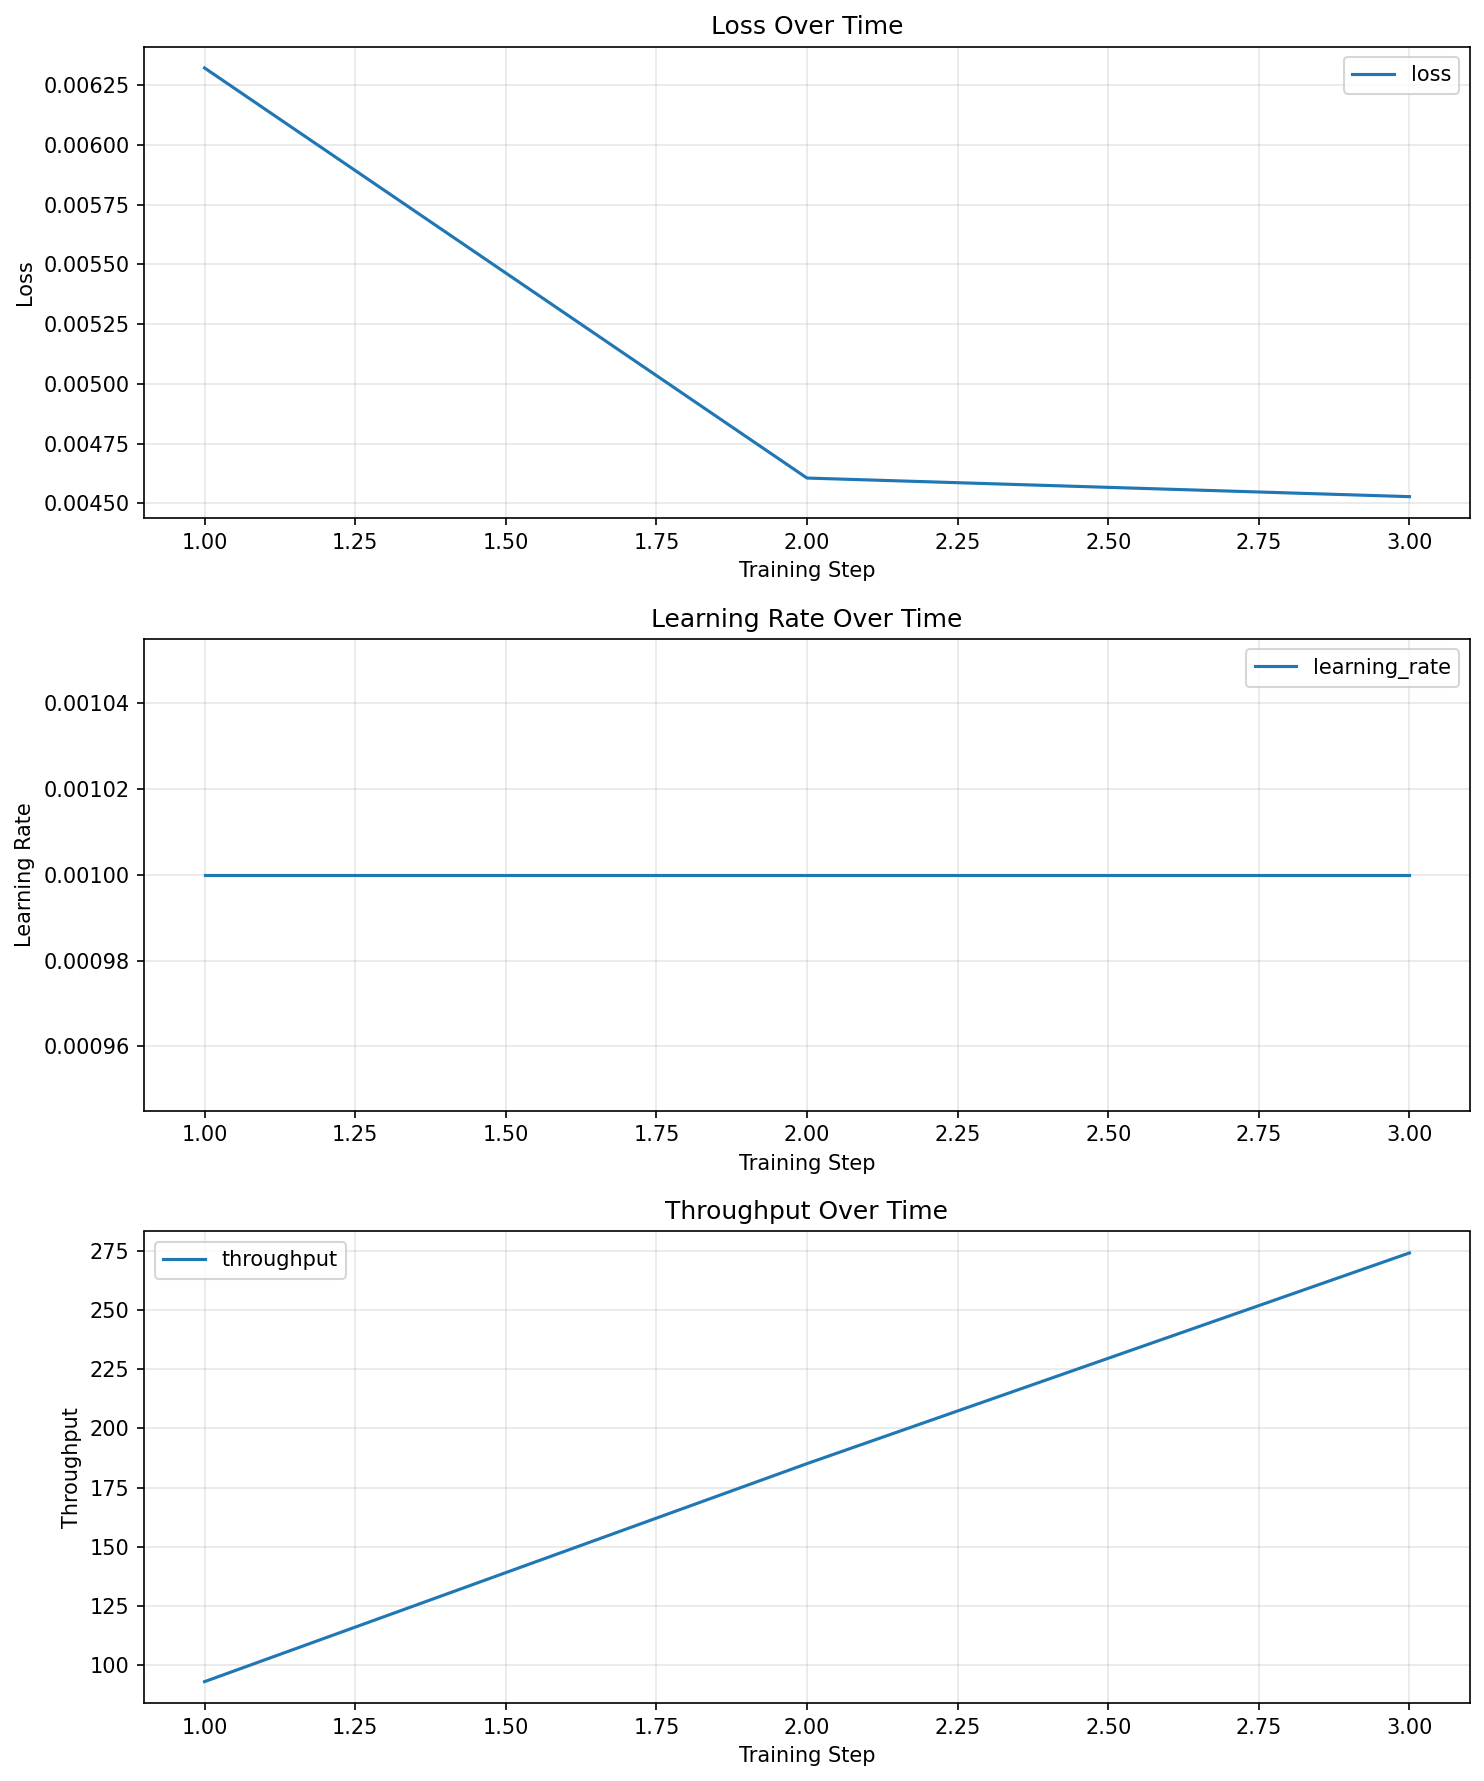 Loss Over Time
loss
0.00625
0.00600
0.00575
0.00550
0.00525
0.00500
0.00475
0.00450
Loss
1.00 1.25 1.50 1.75 2.00 2.25 2.50 2.75 3.00
Training Step
Learning Rate Over Time
learning_rate
0.00104
0.00102
0.00100
0.00098
0.00096
Learning Rate
1.00 1.25 1.50 1.75 2.00 2.25 2.50 2.75 3.00
Training Step
Throughput Over Time
throughput
275
250
225
200
175
150
125
100
Throughput
1.00 1.25 1.50 1.75 2.00 2.25 2.50 2.75 3.00
Training Step